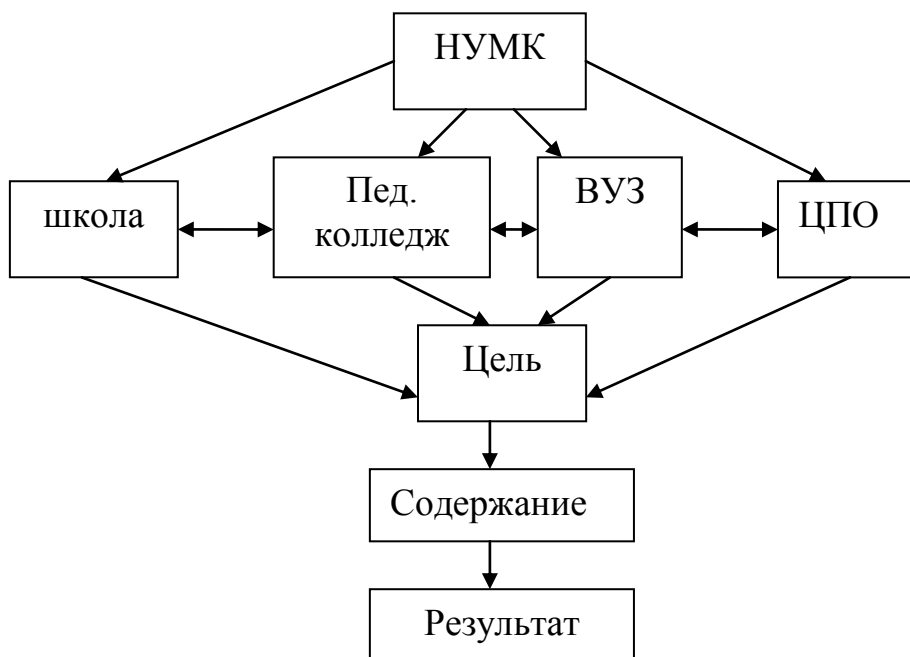 НУМК
школа
Пед.
колледж
ВУЗ
ЦПО
Цель
Содержание
Результат